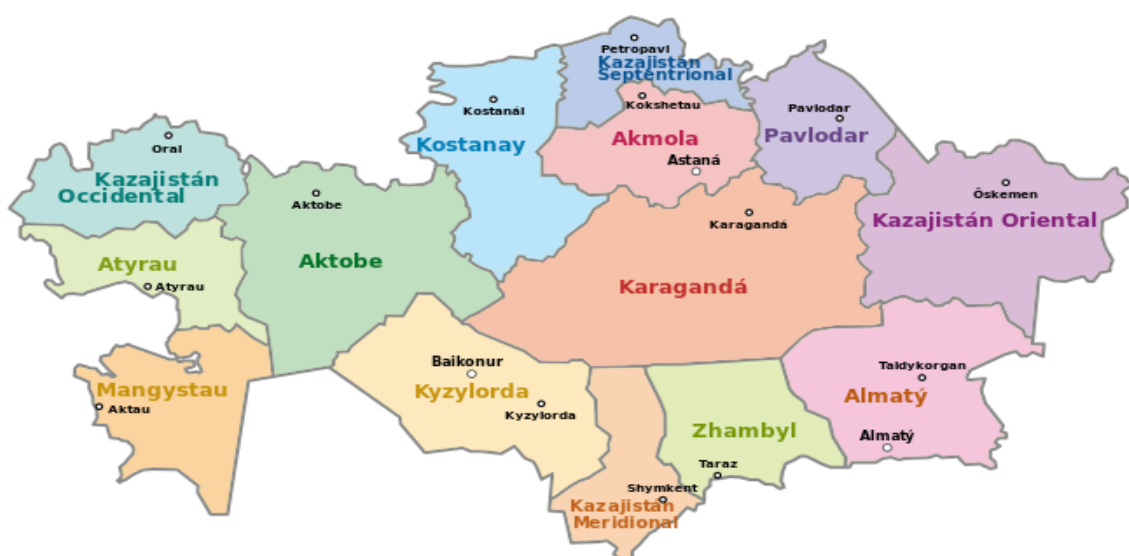 Petropavl
Kazajistán
Septentrional
Kostanái
Kokshetau
Pavlodar
Kostanay
Akmola
Pavlodar
Oral
Astaná
Kazajistán
Occidental
Aktobe
Öskemen
Karagandá
Kazajistán Oriental
Atyrau
Aktobe
Atyrau
Karagandá
Baikonur
Taldykorgan
Mangystau
Kyzylorda
Almatý
Aktau
Kyzylorda
Zhambyl
Almatý
Taraz
Shymkent
Kazajistán
Meridional